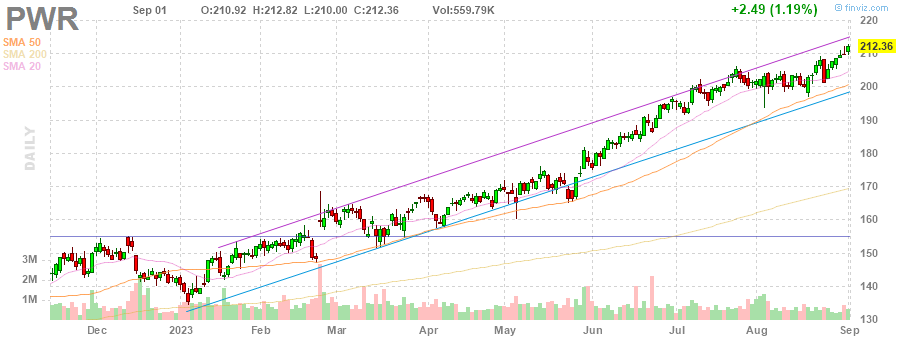 PWR Sep 01 O:210.92 H:212.82 L:210.00 C:212.36 Vol:559.79K +2.49 (1.19%) © finviz.com
SMA 50
SMA 200
SMA 20
DAILY
220
212.36
210
200
190
180
170
160
150
140
130
3M
2M
1M
Dec 2023 Feb Mar Apr May Jun Jul Aug Sep